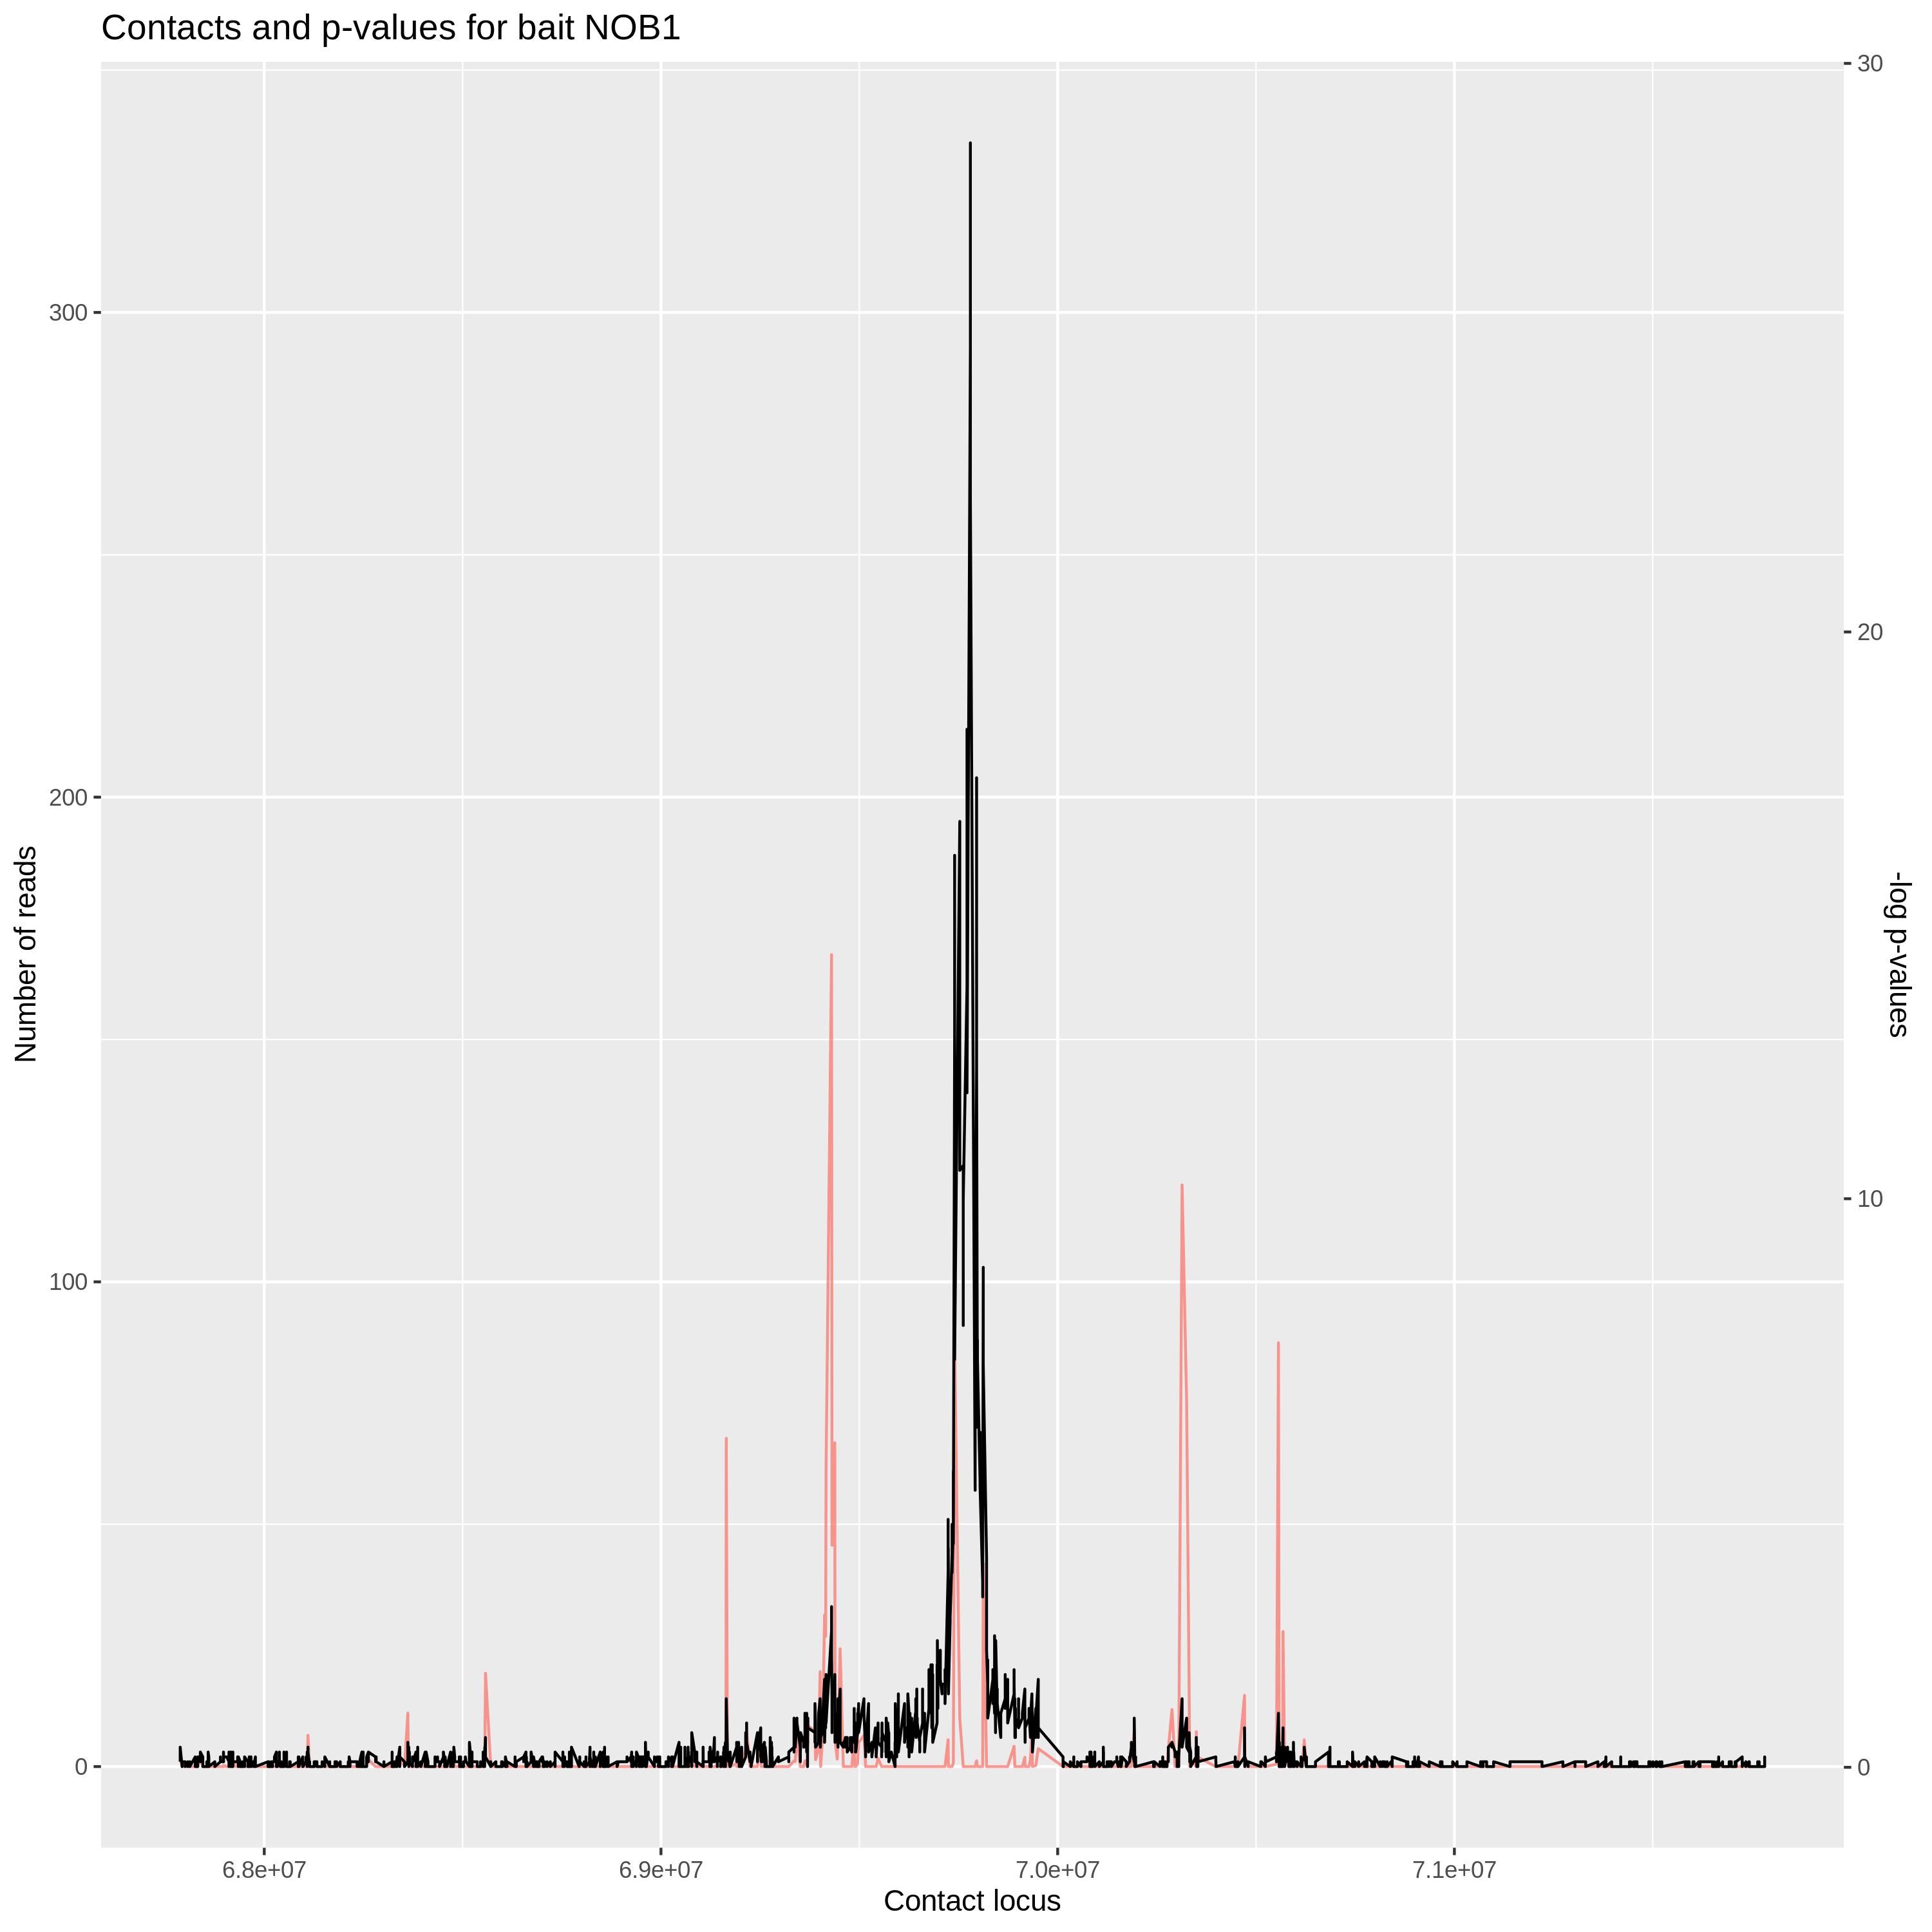 Contacts and p-values for bait NOB1
30
300
20
200
Number of reads
-log p-values
10
100
0
0
6.8e+07
6.9e+07
7.0e+07
7.1e+07
Contact locus